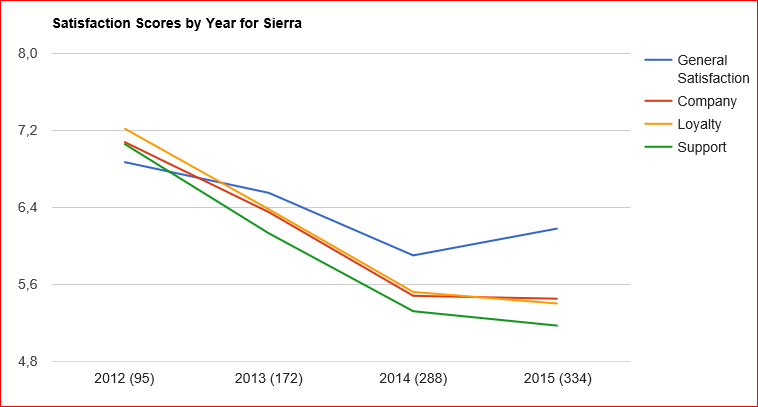 Satisfaction Scores by Year for Sierra
8,0
7,2
6,4
5,6
4,8
2012 (95)
2013 (172)
2014 (288)
2015 (334)
General
Satisfaction
Company
Loyalty
Support